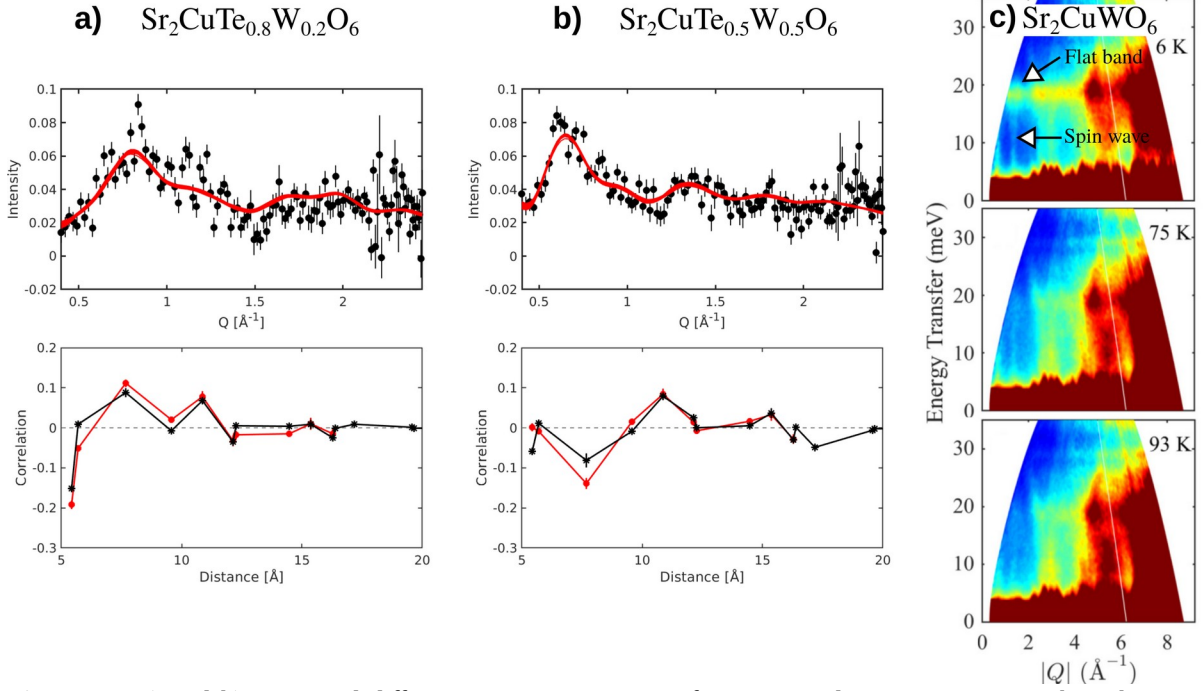 a) Sr2CuTe0.8W0.2O6
0.1
0.08
0.06
0.04
0.02
0
-0.02
Intensity
0.5 1 1.5 2
Q [Å-1]
0.2
0.1
0
-0.1
-0.2
-0.3
Correlation
5 10 15 20
Distance [Å]
b) Sr2CuTe0.5W0.5O6
0.1
0.08
0.06
0.04
0.02
0
-0.02
Intensity
0.5 1 1.5 2
Q [Å-1]
0.2
0.1
0
-0.1
-0.2
-0.3
Correlation
5 10 15 20
Distance [Å]
c) Sr2CuWO6
6 K
Flat band
Spin wave
30
20
10
0
75 K
30
20
10
0
93 K
30
20
10
0
Energy Transfer (meV)
0 2 4 6 8
|Q| (Å-1)